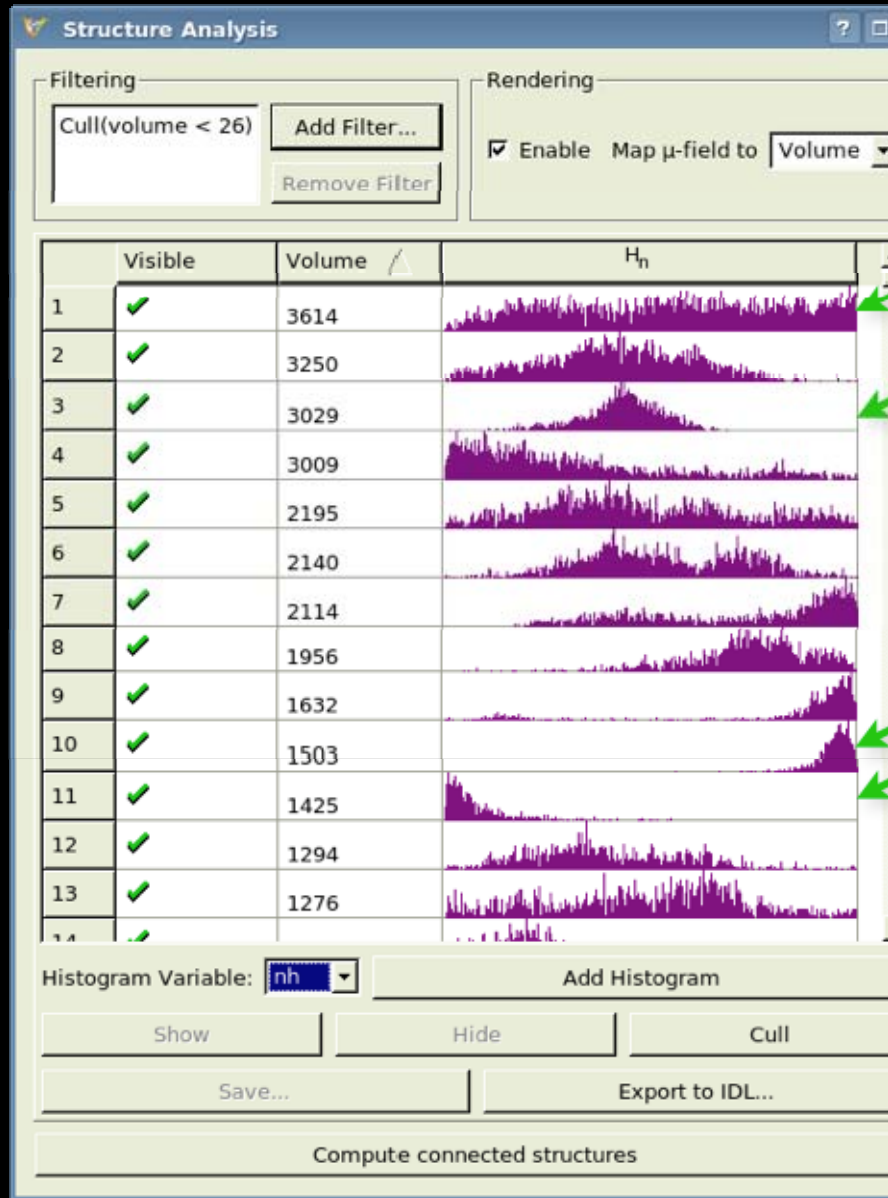 Structure Analysis ?
Filtering
Rendering
Cull(volume < 26)
Add Filter...
Remove Filter
Enable Map μ-field to Volume
Visible Volume Hn
1 3614
2 3250
3 3029
4 3009
5 2195
6 2140
7 2114
8 1956
9 1632
10 1503
11 1425
12 1294
13 1276
14
Histogram Variable: nh Add Histogram
Show Hide Cull
Save... Export to IDL...
Compute connected structures